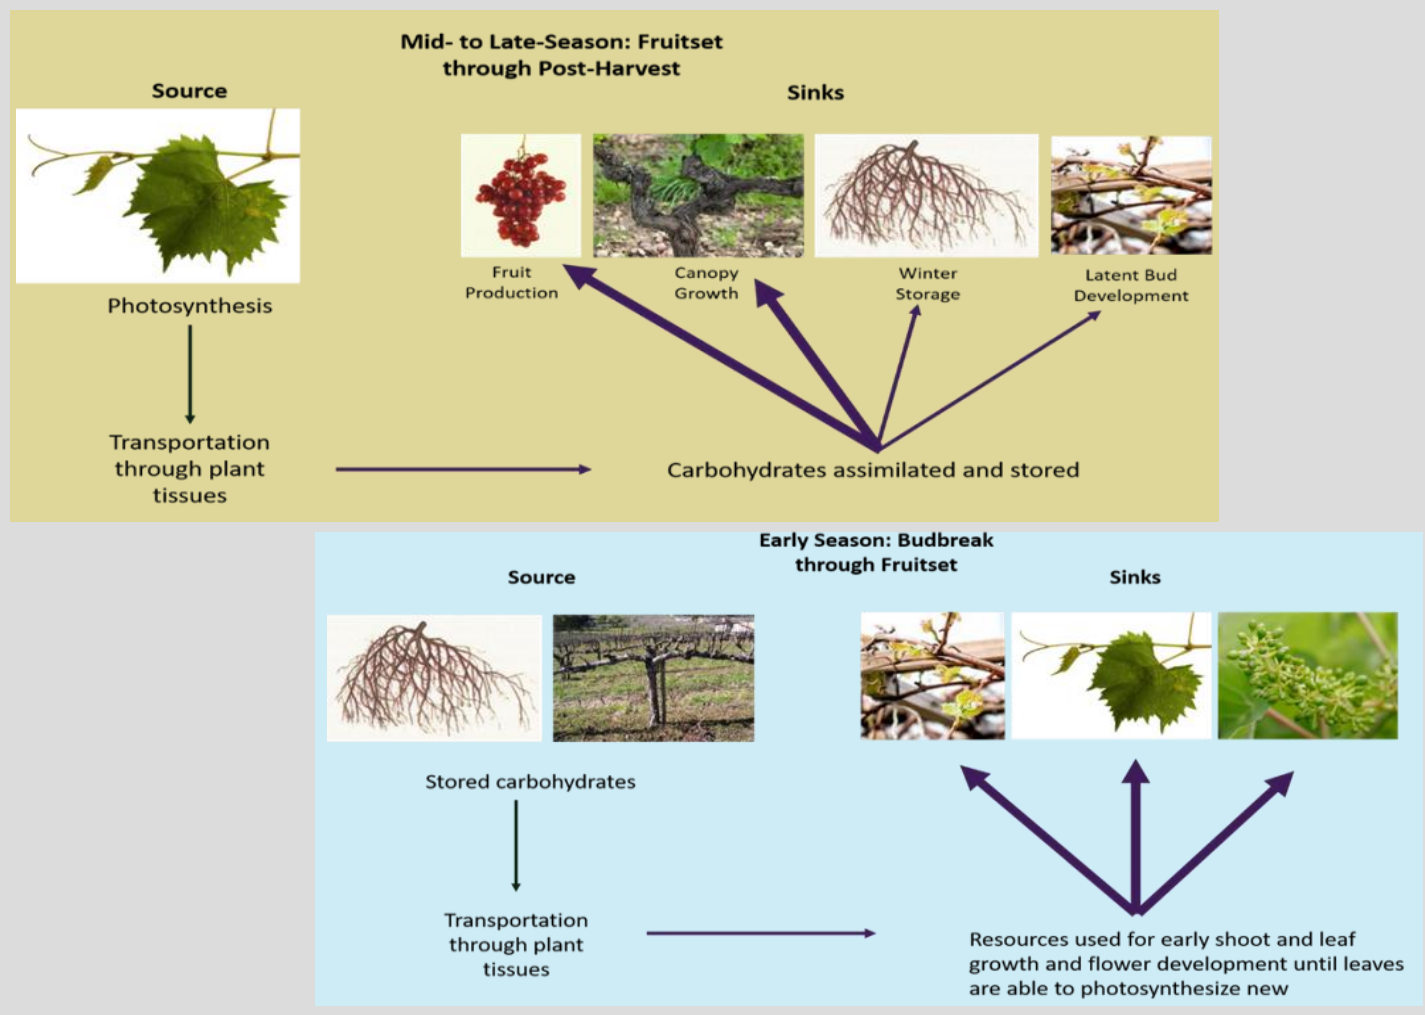 Mid- to Late-Season: Fruitset
through Post-Harvest
Source
Sinks
Fruit
Production
Canopy
Growth
Winter
Storage
Latent Bud
Development
Photosynthesis
Transportation
through plant
tissues
Carbohydrates assimilated and stored
Early Season: Budbreak
through Fruitset
Source
Sinks
Stored carbohydrates
Transportation
through plant
tissues
Resources used for early shoot and leaf
growth and flower development until leaves
are able to photosynthesize new